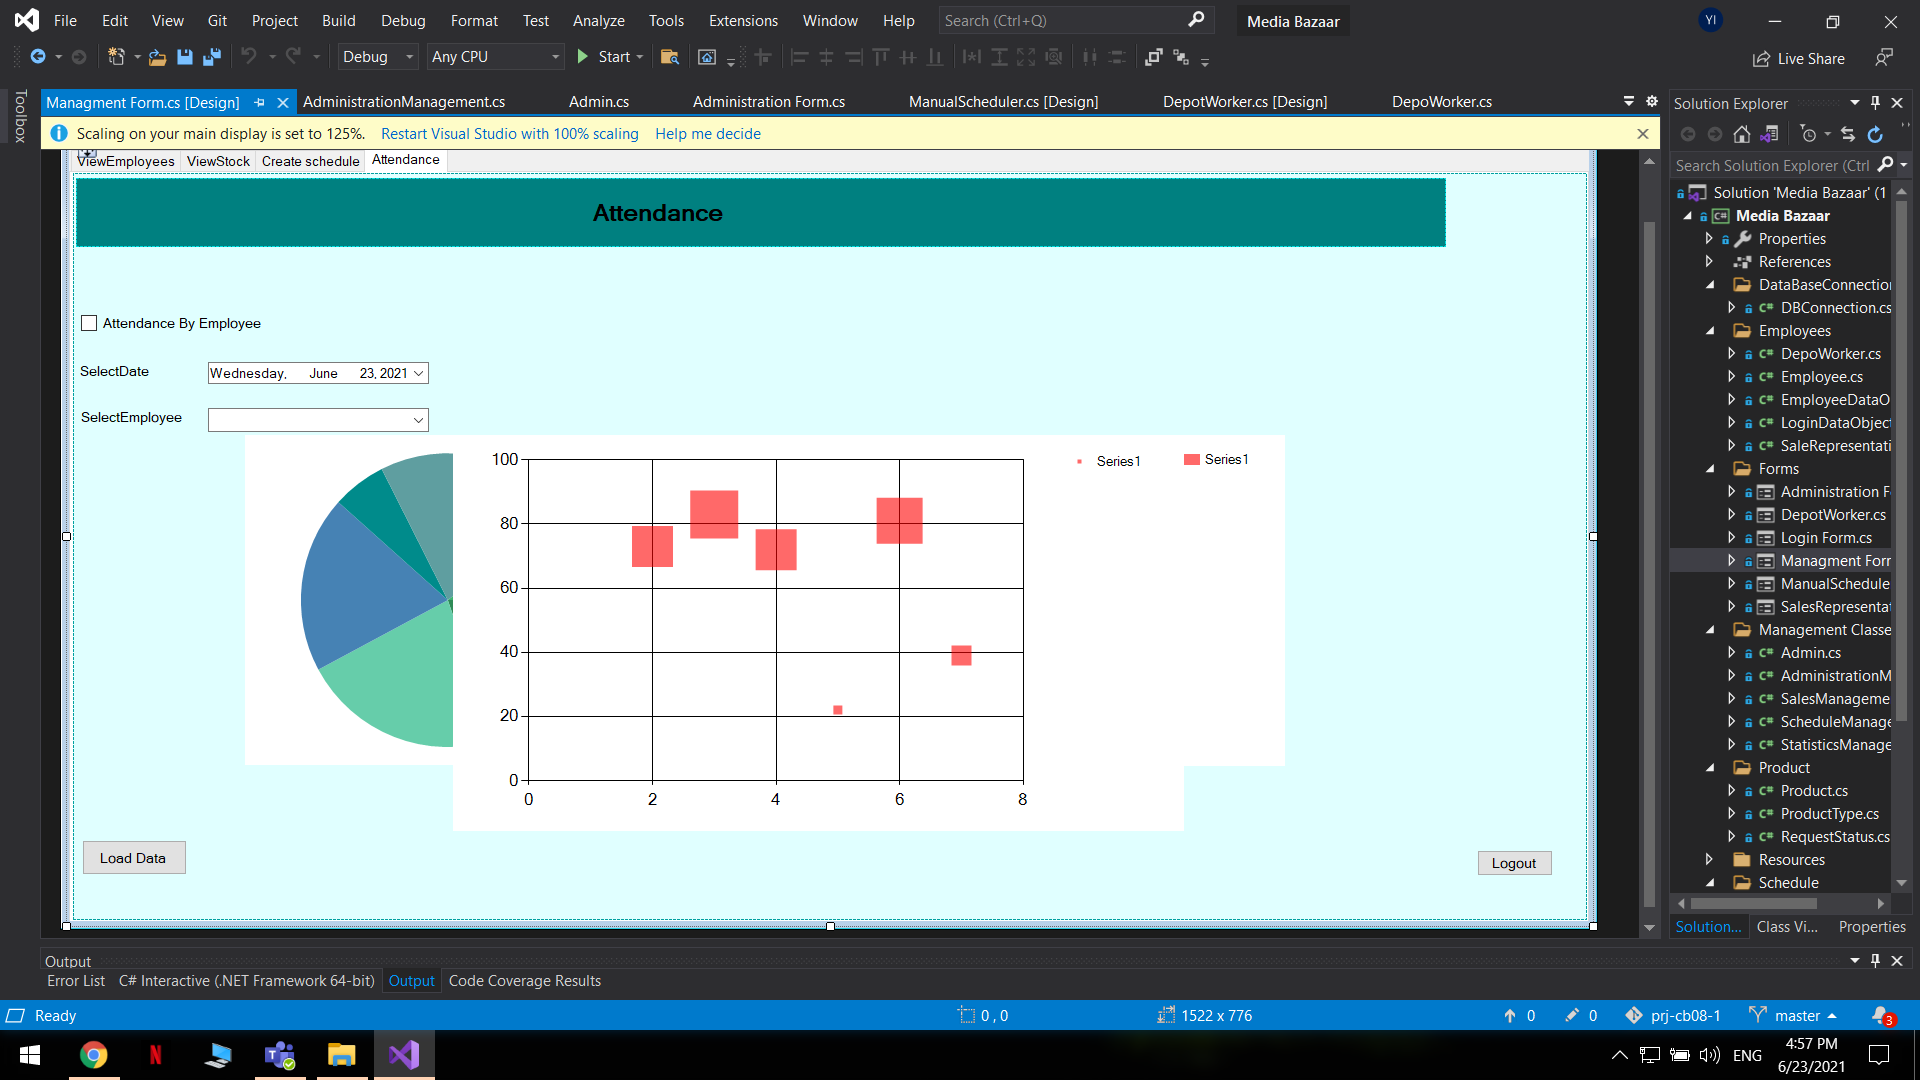 File Edit View Git Project Build Debug Format Test Analyze Tools Extensions Window Help Search (Ctrl+Q) Media Bazaar YI
Debug Any CPU Start Live Share
Toolbox
Managment Form.cs [Design] AdministrationManagement.cs Admin.cs Administration Form.cs ManualScheduler.cs [Design] DepotWorker.cs [Design] DepoWorker.cs
Scaling on your main display is set to 125%. Restart Visual Studio with 100% scaling Help me decide
ViewEmployees ViewStock Create schedule Attendance
Attendance
Attendance By Employee
SelectDate Wednesday, June 23, 2021
SelectEmployee
100
80
60
40
20
0
0 2 4 6 8
Series1 Series1
Load Data
Logout
Solution Explorer
Search Solution Explorer (Ctrl
Solution 'Media Bazaar' (1
Media Bazaar
Properties
References
DataBaseConnection
DBConnection.cs
Employees
DepoWorker.cs
Employee.cs
EmployeeDataO
LoginDataObject
SaleRepresentati
Forms
Administration F
DepotWorker.cs
Login Form.cs
Managment Forr
ManualSchedule
SalesRepresentat
Management Classe
Admin.cs
AdministrationM
SalesManageme
ScheduleManage
StatisticsManage
Product
Product.cs
ProductType.cs
RequestStatus.cs
Resources
Schedule
Solution... Class Vi... Properties
Output
Error List C# Interactive (.NET Framework 64-bit) Output Code Coverage Results
Ready 0 , 0 1522 x 776 0 0 prj-cb08-1 master 3
ENG
4:57 PM
6/23/2021